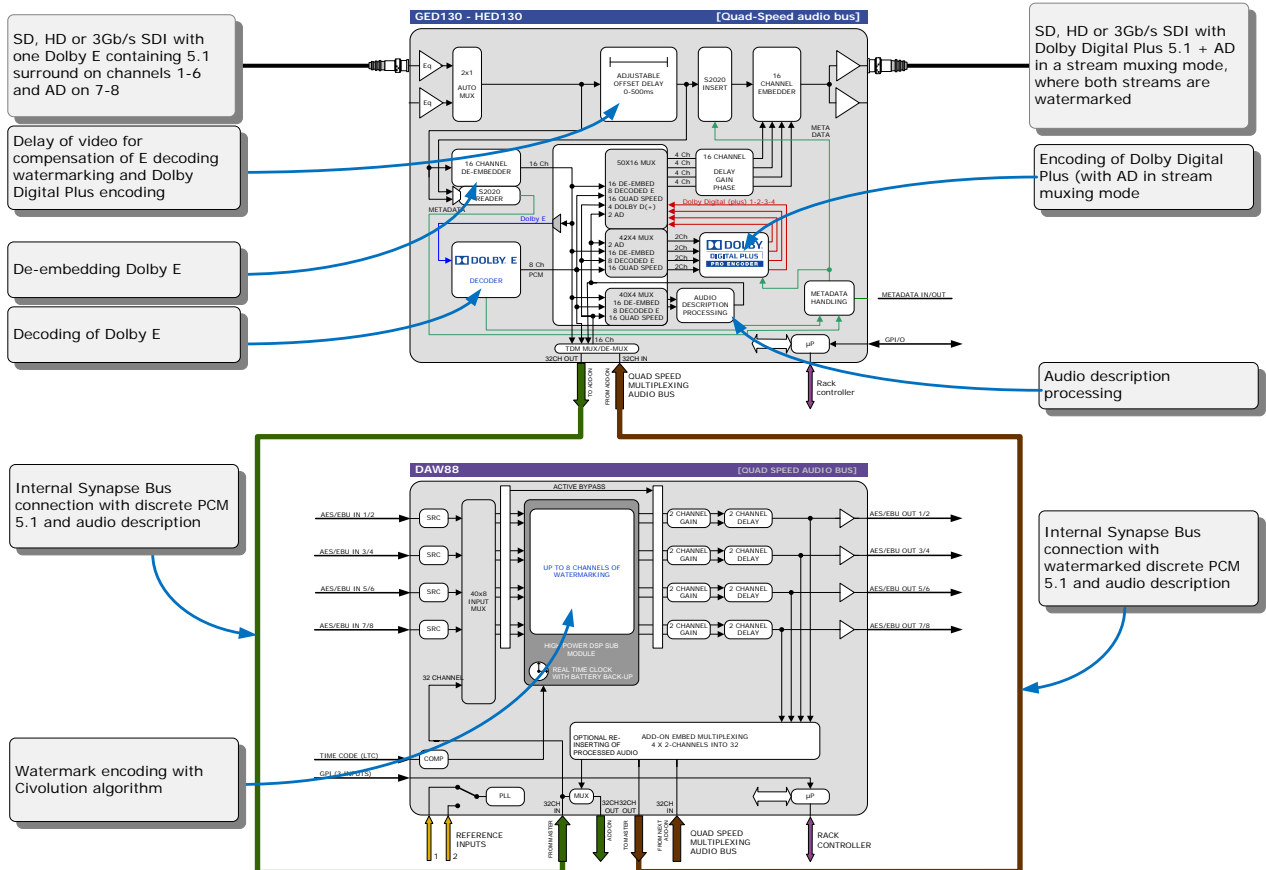 GED130 - HED130
[Quad-Speed audio bus]
SD, HD or 3Gb/s SDI with
one Dolby E containing 5.1
surround on channels 1-6
and AD on 7-8
Delay of video for
compensation of E decoding
watermarking and Dolby
Digital Plus encoding
De-embedding Dolby E
Decoding of Dolby E
SD, HD or 3Gb/s SDI with
Dolby Digital Plus 5.1 + AD
in a stream muxing mode,
where both streams are
watermarked
Encoding of Dolby Digital
Plus (with AD in stream
muxing mode
Audio description
processing
Eq
Eq
2x1
AUTO
MUX
ADJUSTABLE
OFFSET DELAY
0-500ms
S2020
INSERT
16
CHANNEL
EMBEDDER
META
DATA
16 CHANNEL
DE-EMBEDDER
16 Ch
S2020
READER
METADATA
Dolby E
DOLBY E
DECODER
8 Ch
PCM
50X16 MUX
16 DE-EMBED
8 DECODED E
16 QUAD SPEED
4 DOLBY D(+)
2 AD
4 Ch
4 Ch
4 Ch
4 Ch
16 CHANNEL
DELAY
GAIN
PHASE
Dolby Digital (plus) 1-2-3-4
42X4 MUX
2 AD
16 DE-EMBED
8 DECODED E
16 QUAD SPEED
2Ch
2Ch
2Ch
2Ch
DOLBY
DIGITAL PLUS
PRO ENCODER
40X4 MUX
16 DE-EMBED
8 DECODED E
16 QUAD SPEED
AUDIO
DESCRIPTION
PROCESSING
METADATA
HANDLING
METADATA IN/OUT
16 Ch
TDM MUX/DE-MUX
µP
GPI/O
32CH OUT
32CH IN
TO ADD-ON
FROM ADD-ON
QUAD SPEED
MULTIPLEXING
AUDIO BUS
Rack
controller
DAW88
[QUAD SPEED AUDIO BUS]
Internal Synapse Bus
connection with discrete PCM
5.1 and audio description
Watermark encoding with
Civolution algorithm
Internal Synapse Bus
connection with
watermarked discrete PCM
5.1 and audio description
ACTIVE BYPASS
AES/EBU IN 1/2
SRC
2 CHANNEL
GAIN
2 CHANNEL
DELAY
AES/EBU OUT 1/2
AES/EBU IN 3/4
SRC
2 CHANNEL
GAIN
2 CHANNEL
DELAY
AES/EBU OUT 3/4
AES/EBU IN 5/6
SRC
2 CHANNEL
GAIN
2 CHANNEL
DELAY
AES/EBU OUT 5/6
AES/EBU IN 7/8
SRC
2 CHANNEL
GAIN
2 CHANNEL
DELAY
AES/EBU OUT 7/8
40x8
INPUT
MUX
UP TO 8 CHANNELS OF
WATERMARKING
HIGH POWER DSP SUB
MODULE
REAL TIME CLOCK
WITH BATTERY BACK-UP
32 CHANNEL
OPTIONAL RE-
INSERTING OF
PROCESSED AUDIO
ADD-ON EMBED MULTIPLEXING
4 X 2-CHANNELS INTO 32
TIME CODE (LTC)
COMP
GPI (3 INPUTS)
PLL
MUX
µP
32CH
IN
32CH
OUT
32CH
OUT
32CH
IN
REFERENCE
INPUTS
1
2
FROM MASTER
ADD-ON
TO MASTER
FROM NEXT
ADD-ON
QUAD SPEED
MULTIPLEXING
AUDIO BUS
RACK
CONTROLLER